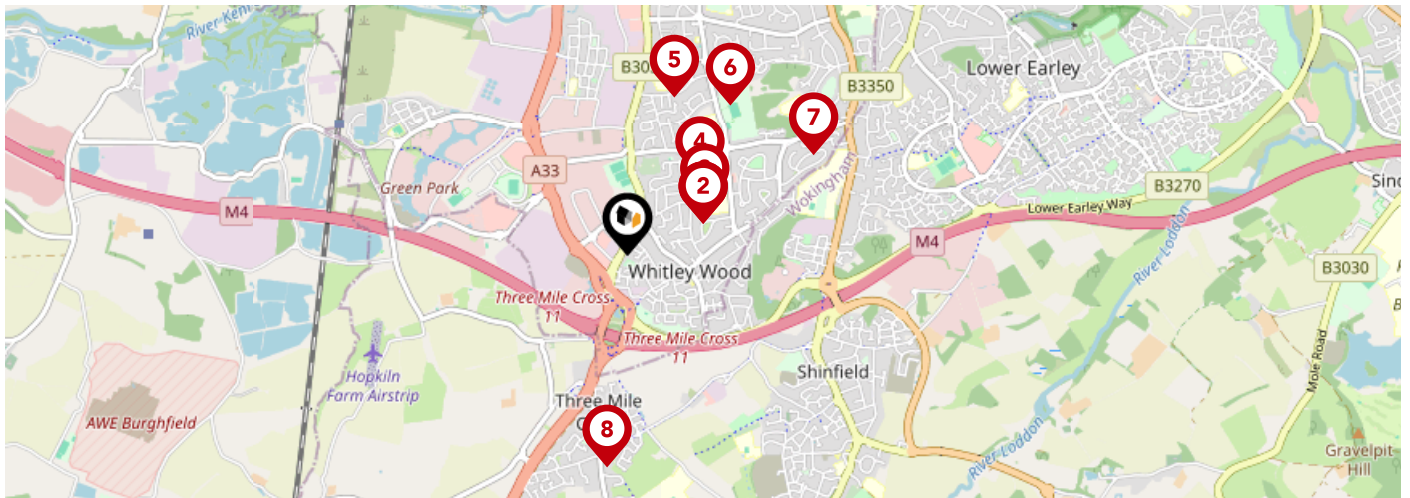 River Ken
B30
5
6
Lower Earley
B3350
7
4
A33
Green Park
2
Wokingham
B3270
Sinc
M4
Lower Earley Way
M4
River Loddon
Whitley Wood
B3030
Three Mile Cross
11
Three Mile Cross
11
Mole Road
Hopkiln
Farm Airstrip
Shinfield
Three Mile
AWE Burghfield
8
River Loddon
Gravelpit
Hill